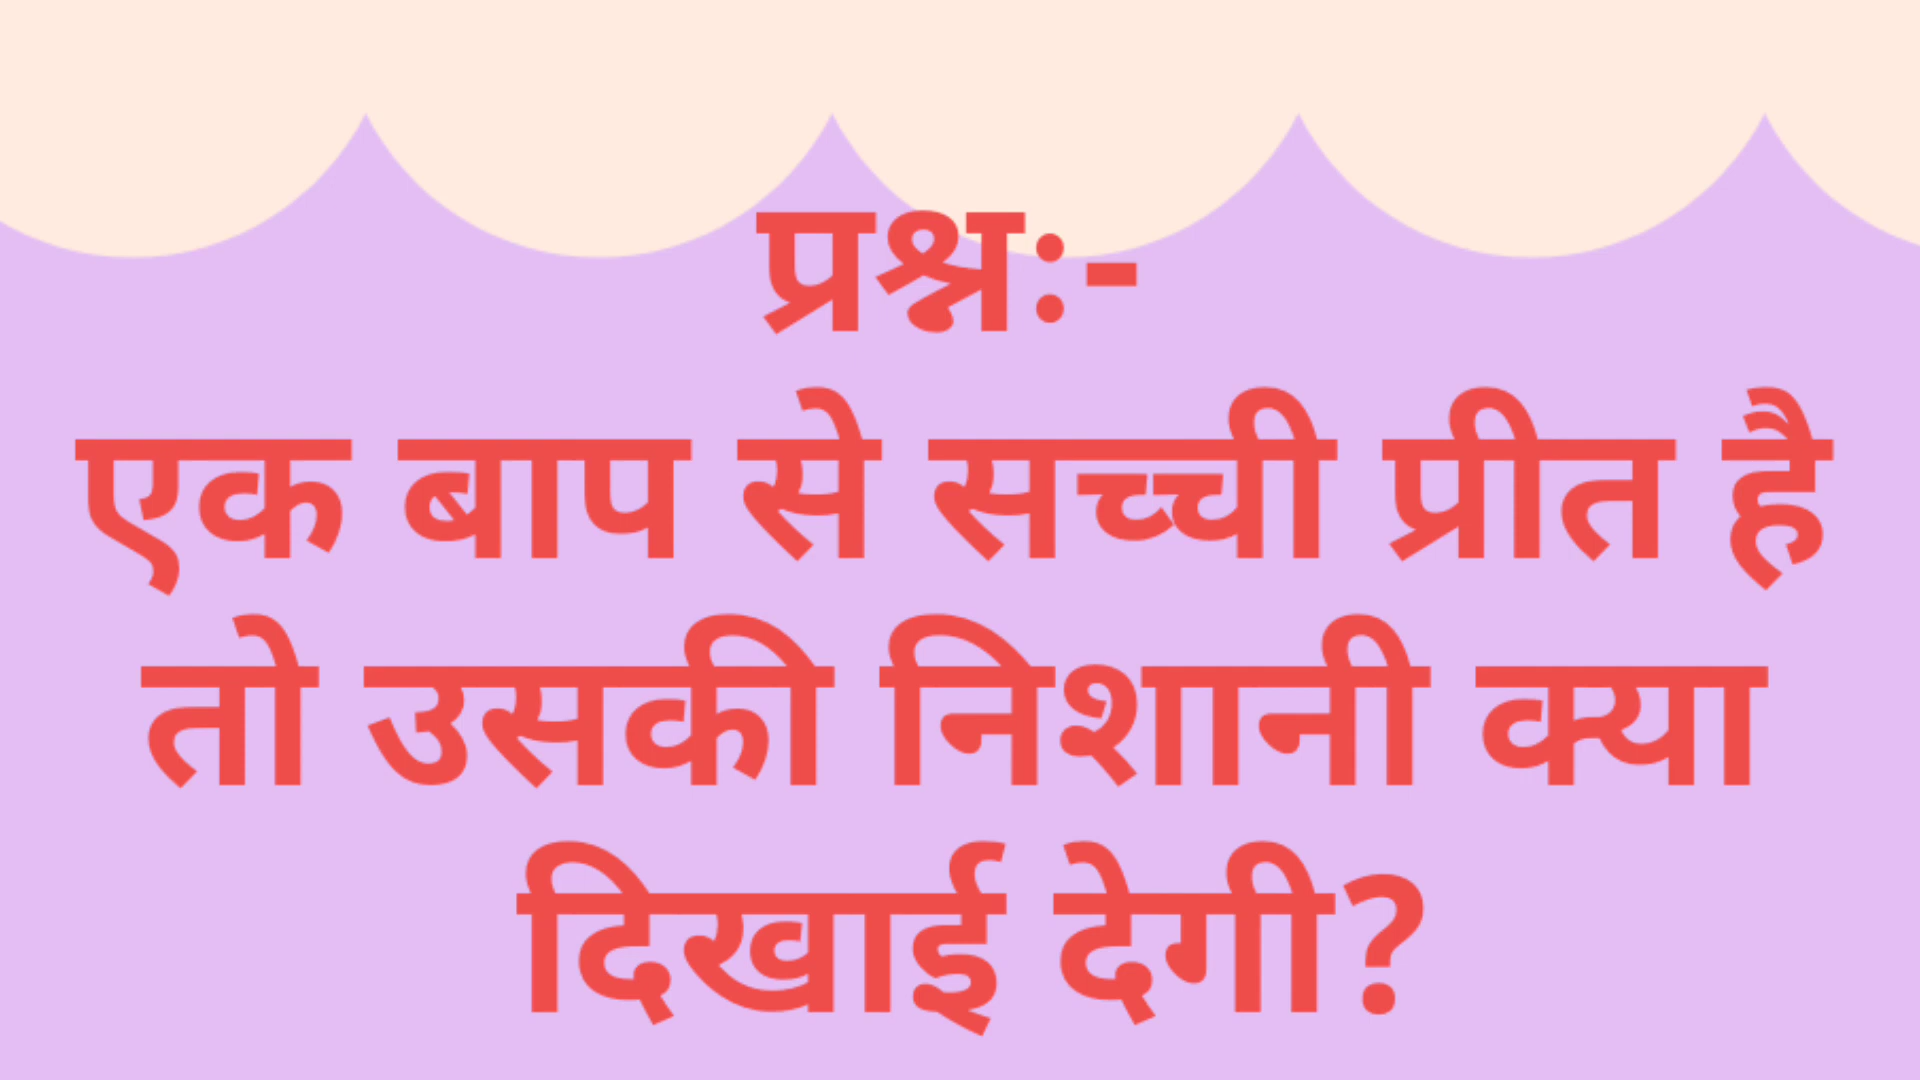 प्रश्नः-
एक बाप से सच्ची प्रीत है
तो उसकी निशानी क्या
दिखाई देगी?